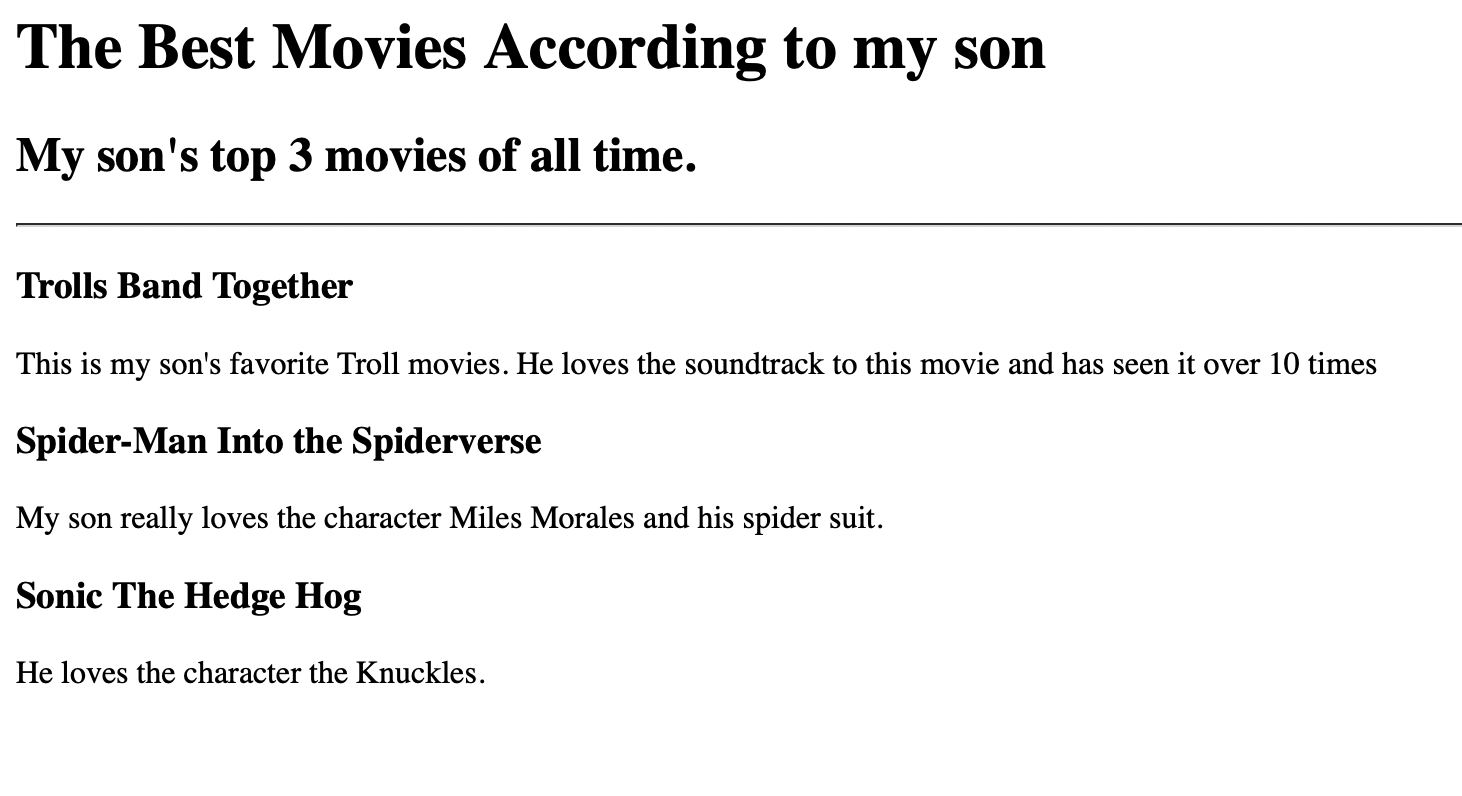 The Best Movies According to my son
My son's top 3 movies of all time.
Trolls Band Together
This is my son's favorite Troll movies. He loves the soundtrack to this movie and has seen it over 10 times
Spider-Man Into the Spiderverse
My son really loves the character Miles Morales and his spider suit.
Sonic The Hedge Hog
He loves the character the Knuckles.